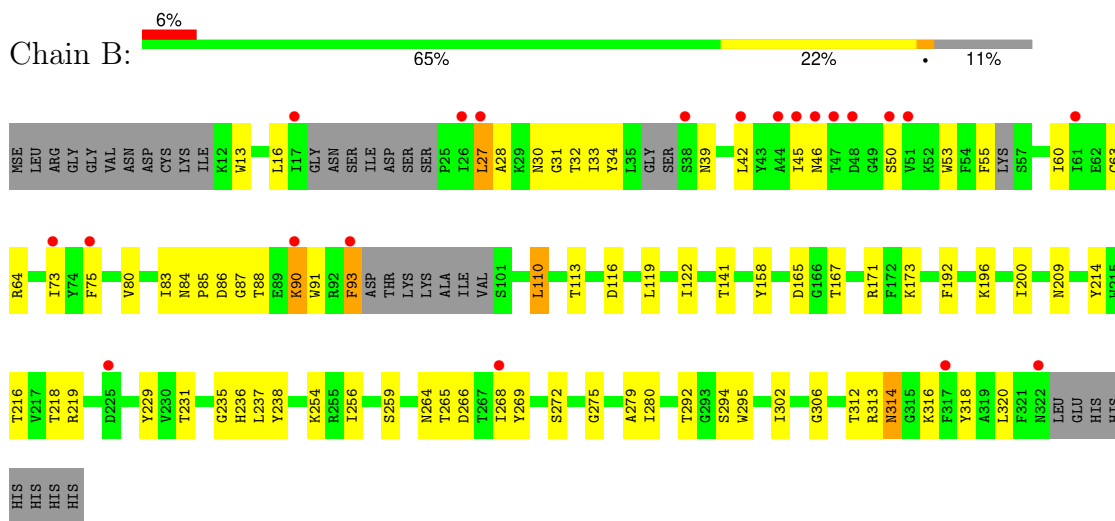 6%
Chain B:
65% 22% • 11%
MSE LEU ARG GLY GLY VAL ASN ASP CYS LYS ILE K12 W13 L16 I17 GLY ASN SER ILE ASP SER SER P25 I26 L27 A28 K29 N30 G31 T32 I33 Y34 L35 GLY SER S38 N39 L42 Y43 A44 I45 N46 T47 D48 G49 S50 V51 K52 W53 F54 F55 LYS S57 I60 I61 E62 C63
R64 I73 Y74 F75 V80 I83 N84 P85 D86 G87 T88 E89 K90 W91 R92 F93 ASP THR LYS LYS ALA ILE VAL S101 L110 T113 D116 L119 I122 T141 Y158 D165 G166 T167 R171 F172 K173 F192 K196 I200 N209 Y214 W215
T216 V217 T218 R219 D225 Y229 V230 T231 G235 H236 L237 Y238 K254 R255 I256 S259 N264 T265 D266 T267 I268 Y269 S272 G275 A279 I280 T292 G293 S294 W295 I302 G306 T312 R313 N314 G315 K316 F317 Y318 A319 L320 F321 N322 LEU GLU HIS HIS
HIS HIS HIS HIS